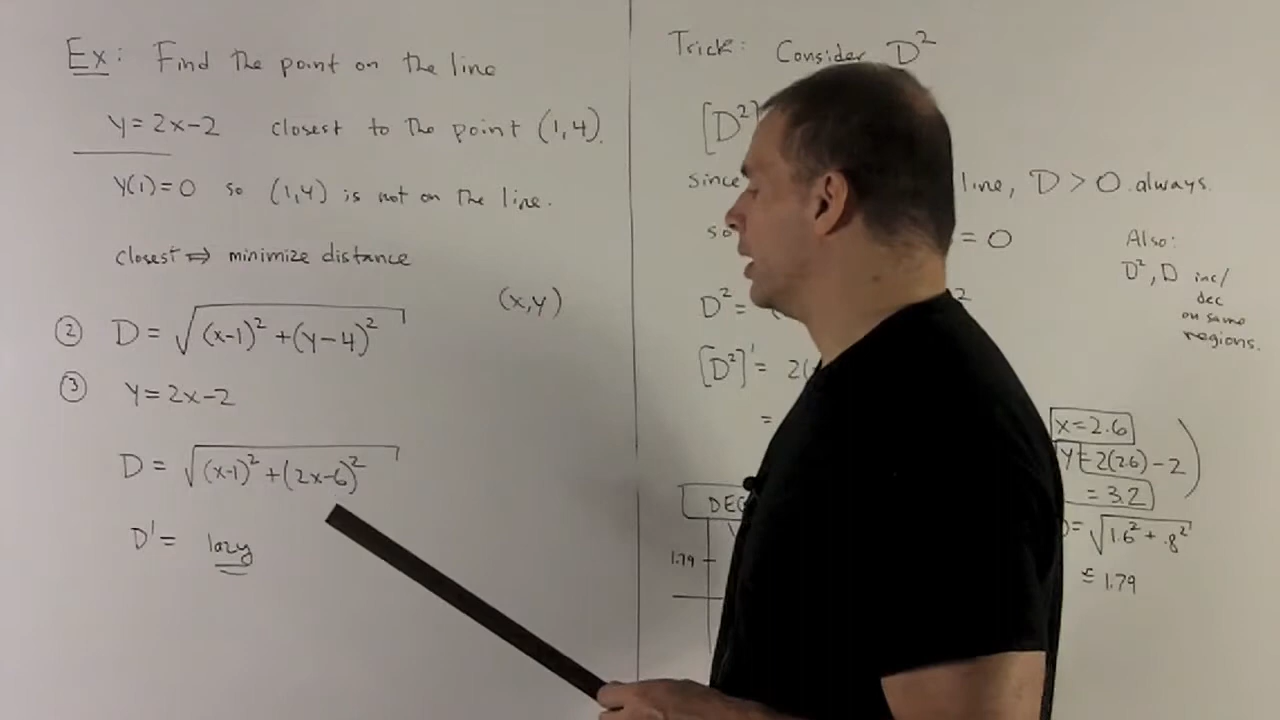 Ex: Find the point on the line
y=2x-2 closest to the point (1,4).
y(1)=0 so (1,4) is not on the line.
closest ⇒ minimize distance
(x,y)
② D = √((x-1)² + (y-4)²)
③ y=2x-2
D = √((x-1)² + (2x-6)²)
D' = lazy
Trick: Consider D²
[D²]
since line, D > 0 always.
so = 0
Also:
D², D inc/
dec
on same
regions.
D² = 2
[D²]' = 2(
=
x=2.6
y=2(2.6)-2
= 3.2
D = √(1.6² + .8²)
≈ 1.79
DEC
1.79